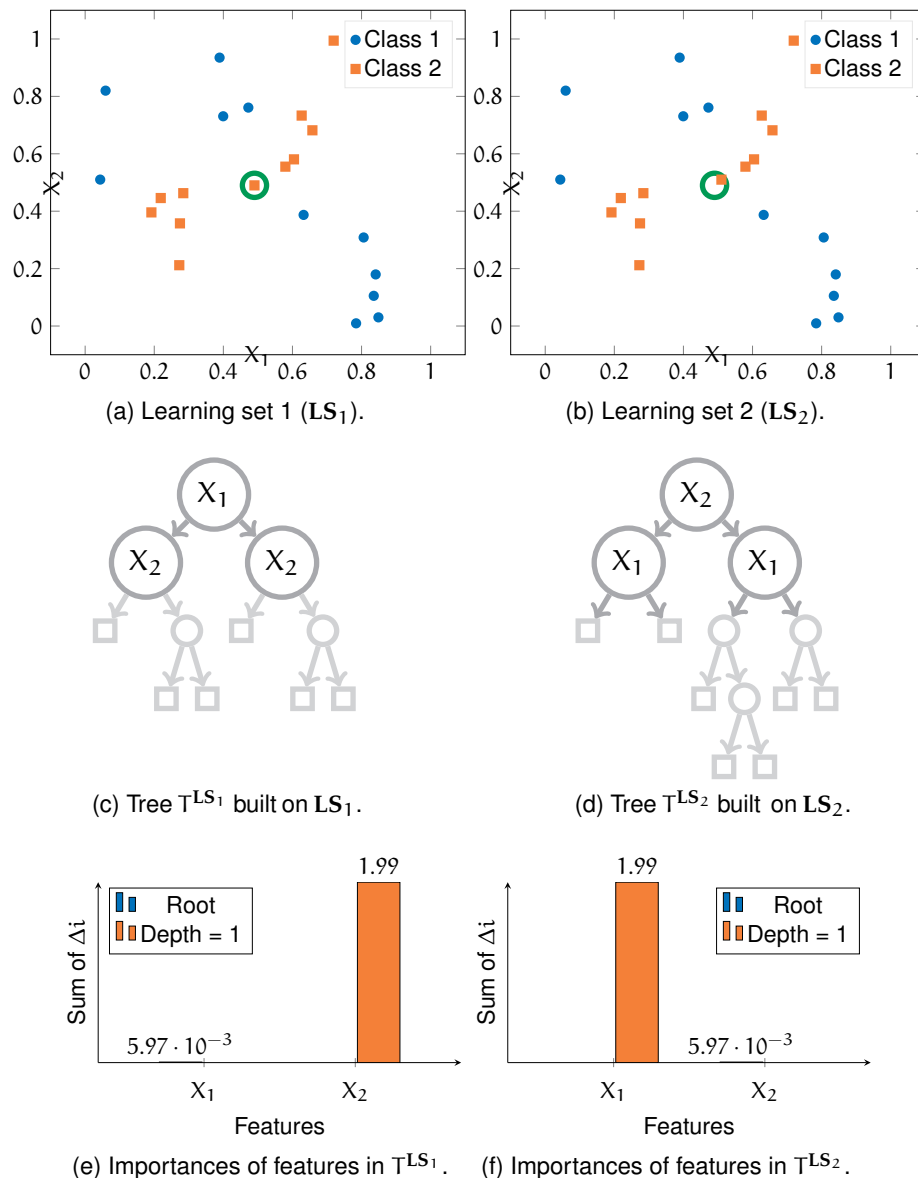 1
0.8
0.6
0.4
0.2
0
X2
0 0.2 0.4 0.6 0.8 1
X1
Class 1
Class 2
(a) Learning set 1 (LS1).
1
0.8
0.6
0.4
0.2
0
X2
0 0.2 0.4 0.6 0.8 1
X1
Class 1
Class 2
(b) Learning set 2 (LS2).
X1
X2 X2
(c) Tree T^LS1 built on LS1.
X2
X1 X1
(d) Tree T^LS2 built on LS2.
1.99
Root
Depth = 1
Sum of Δi
5.97 · 10⁻³
X1 X2
Features
(e) Importances of features in T^LS1.
1.99
Root
Depth = 1
Sum of Δi
5.97 · 10⁻³
X1 X2
Features
(f) Importances of features in T^LS2.